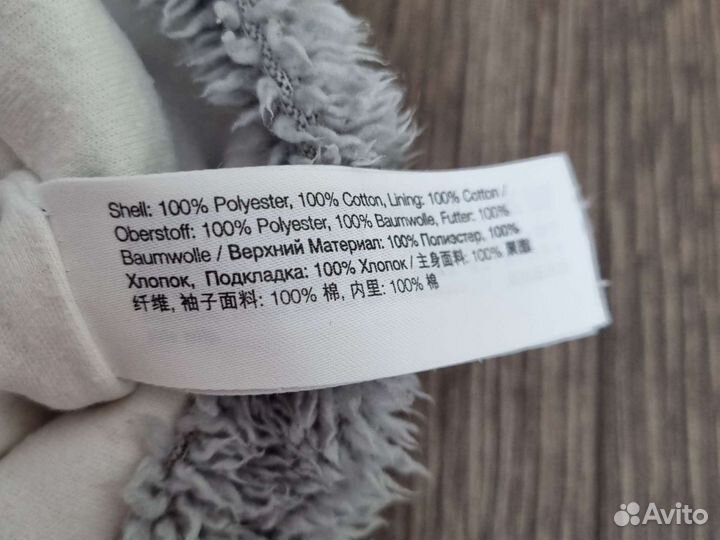 Shell: 100% Polyester, 100% Cotton, Lining: 100% Cotton /
Oberstoff: 100% Polyester, 100% Baumwolle, Futter: 100%
Baumwolle / Верхний Материал: 100% Полиэстер, 100%
Хлопок, Подкладка: 100% Хлопок / 主身面料: 100%
纤维, 袖子面料: 100% 棉, 内里: 100% 棉
Avito